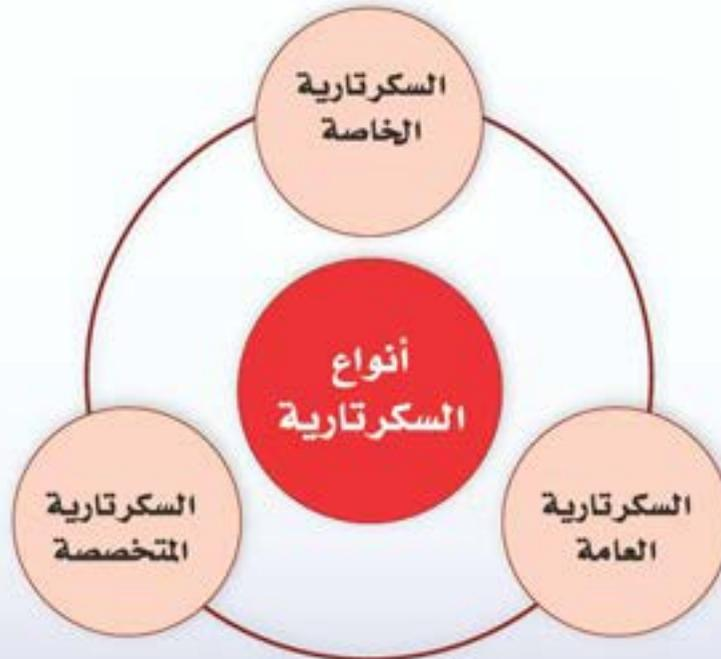 السكرتارية
الخاصة
أنواع
السكرتارية
السكرتارية
العامة
السكرتارية
المتخصصة